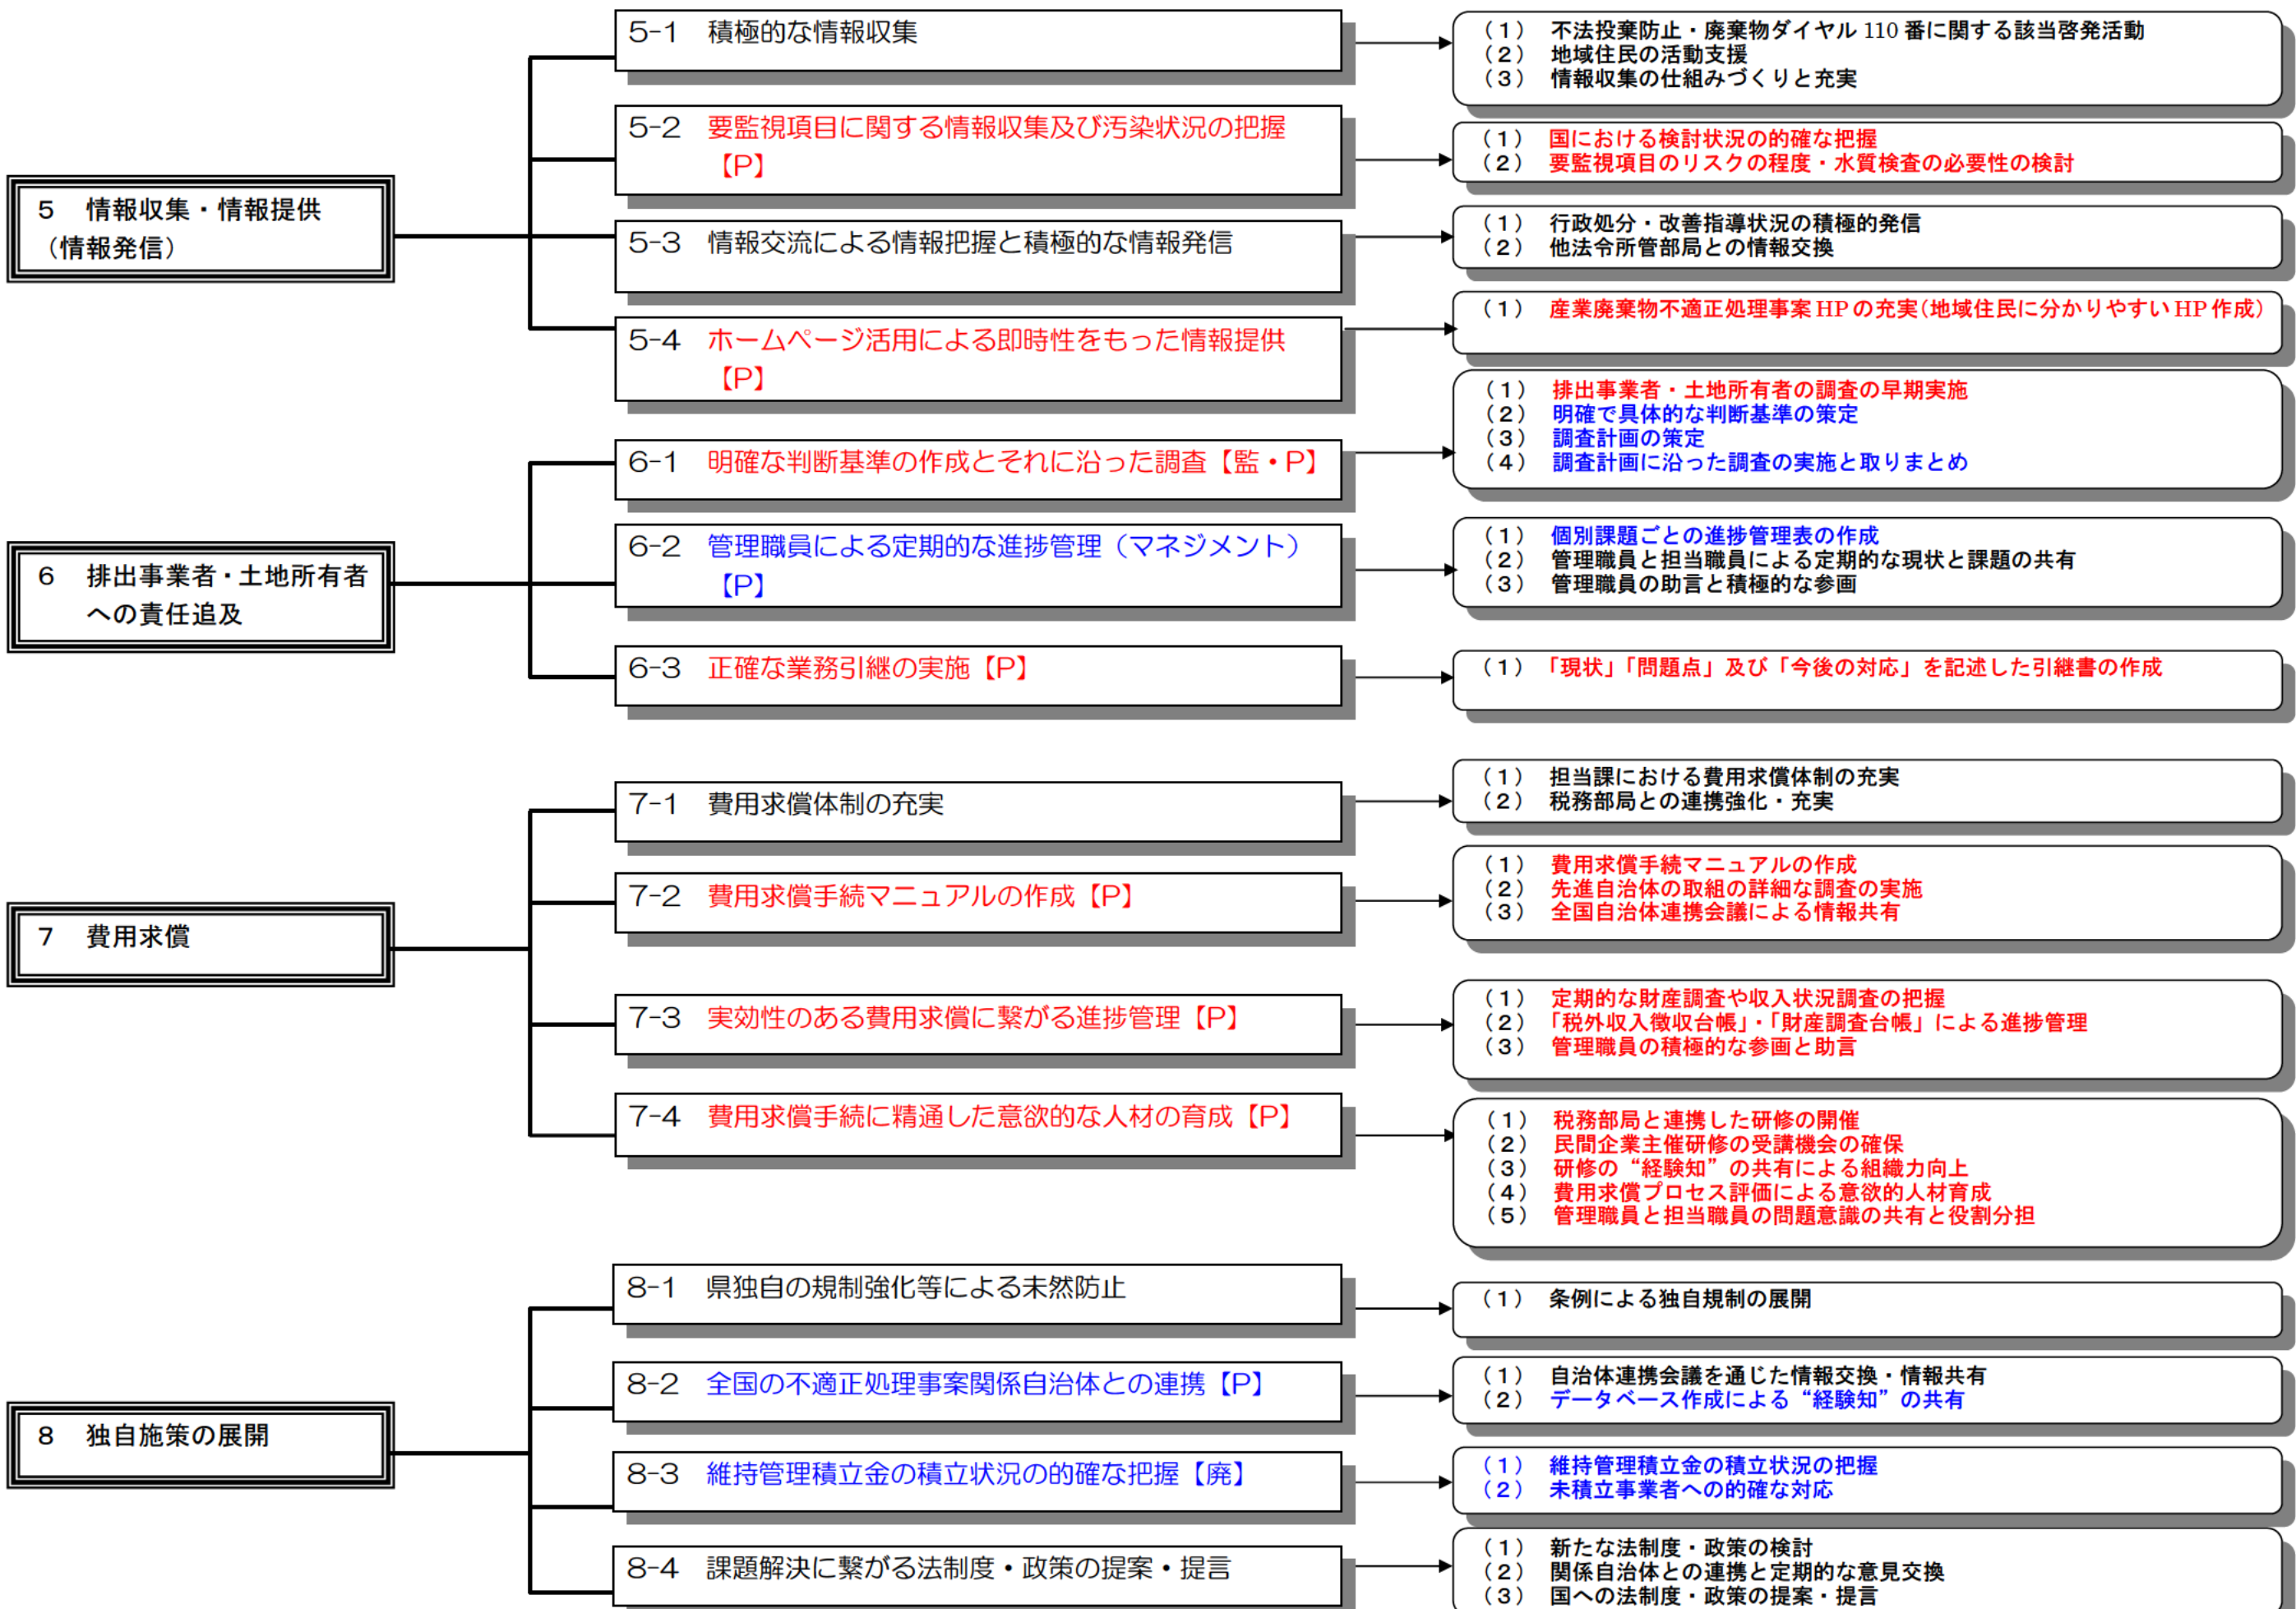 5　情報収集・情報提供
（情報発信）
5-1　積極的な情報収集
（1）　不法投棄防止・廃棄物ダイヤル 110 番に関する該当啓発活動
（2）　地域住民の活動支援
（3）　情報収集の仕組みづくりと充実
5-2　要監視項目に関する情報収集及び汚染状況の把握
【P】
（1）　国における検討状況の的確な把握
（2）　要監視項目のリスクの程度・水質検査の必要性の検討
5-3　情報交流による情報把握と積極的な情報発信
（1）　行政処分・改善指導状況の積極的発信
（2）　他法令所管部局との情報交換
5-4　ホームページ活用による即時性をもった情報提供
【P】
（1）　産業廃棄物不適正処理事案 HP の充実（地域住民に分かりやすい HP 作成）
6　排出事業者・土地所有者
への責任追及
6-1　明確な判断基準の作成とそれに沿った調査【監・P】
（1）　排出事業者・土地所有者の調査の早期実施
（2）　明確で具体的な判断基準の策定
（3）　調査計画の策定
（4）　調査計画に沿った調査の実施と取りまとめ
6-2　管理職員による定期的な進捗管理（マネジメント）
【P】
（1）　個別課題ごとの進捗管理表の作成
（2）　管理職員と担当職員による定期的な現状と課題の共有
（3）　管理職員の助言と積極的な参画
6-3　正確な業務引継の実施【P】
（1）　「現状」「問題点」及び「今後の対応」を記述した引継書の作成
7　費用求償
7-1　費用求償体制の充実
（1）　担当課における費用求償体制の充実
（2）　税務部局との連携強化・充実
7-2　費用求償手続マニュアルの作成【P】
（1）　費用求償手続マニュアルの作成
（2）　先進自治体の取組の詳細な調査の実施
（3）　全国自治体連携会議による情報共有
7-3　実効性のある費用求償に繋がる進捗管理【P】
（1）　定期的な財産調査や収入状況調査の把握
（2）　「税外収入徴収台帳」・「財産調査台帳」による進捗管理
（3）　管理職員の積極的な参画と助言
7-4　費用求償手続に精通した意欲的な人材の育成【P】
（1）　税務部局と連携した研修の開催
（2）　民間企業主催研修の受講機会の確保
（3）　研修の“経験知”の共有による組織力向上
（4）　費用求償プロセス評価による意欲的人材育成
（5）　管理職員と担当職員の問題意識の共有と役割分担
8　独自施策の展開
8-1　県独自の規制強化等による未然防止
（1）　条例による独自規制の展開
8-2　全国の不適正処理事案関係自治体との連携【P】
（1）　自治体連携会議を通じた情報交換・情報共有
（2）　データベース作成による“経験知”の共有
8-3　維持管理積立金の積立状況の的確な把握【廃】
（1）　維持管理積立金の積立状況の把握
（2）　未積立事業者への的確な対応
8-4　課題解決に繋がる法制度・政策の提案・提言
（1）　新たな法制度・政策の検討
（2）　関係自治体との連携と定期的な意見交換
（3）　国への法制度・政策の提案・提言